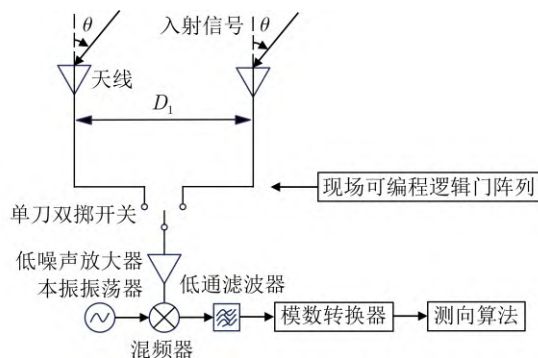 θ
入射信号
θ
天线
D₁
现场可编程逻辑门阵列
单刀双掷开关
低噪声放大器
本振振荡器
低通滤波器
模数转换器
测向算法
混频器